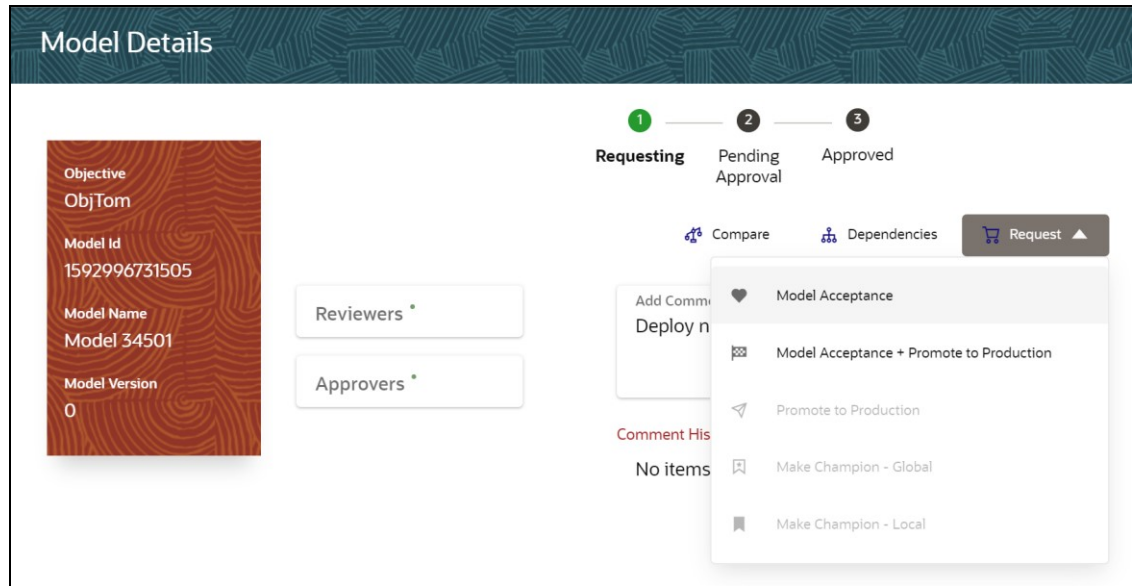 Model Details
1
2
3
Requesting
Pending
Approval
Approved
Objective
ObjTom
Model Id
1592996731505
Model Name
Model 34501
Model Version
0
Compare
Dependencies
Request
Reviewers
Approvers
Add Comme
Deploy n
Comment His
No items
Model Acceptance
Model Acceptance + Promote to Production
Promote to Production
Make Champion - Global
Make Champion - Local